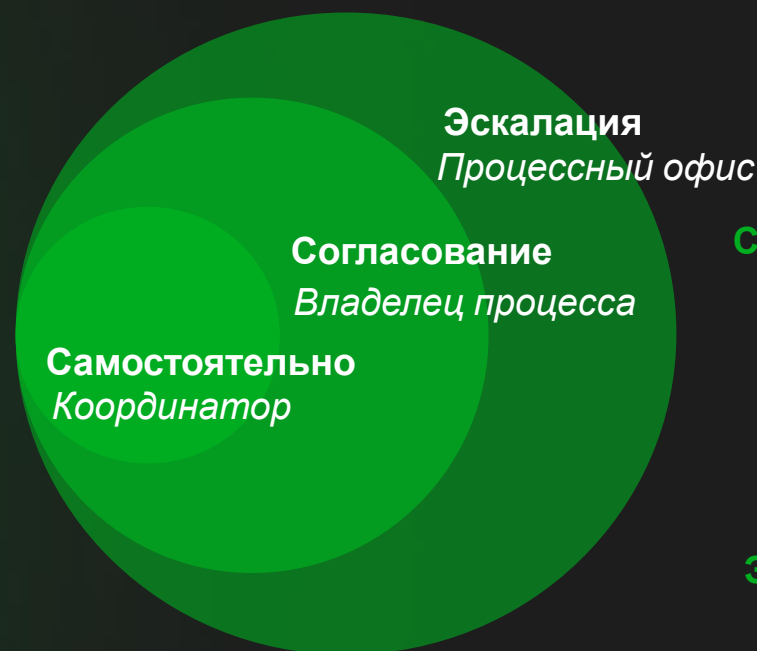 Эскалация
Процессный офис
Согласование
Владелец процесса
Самостоятельно
Координатор